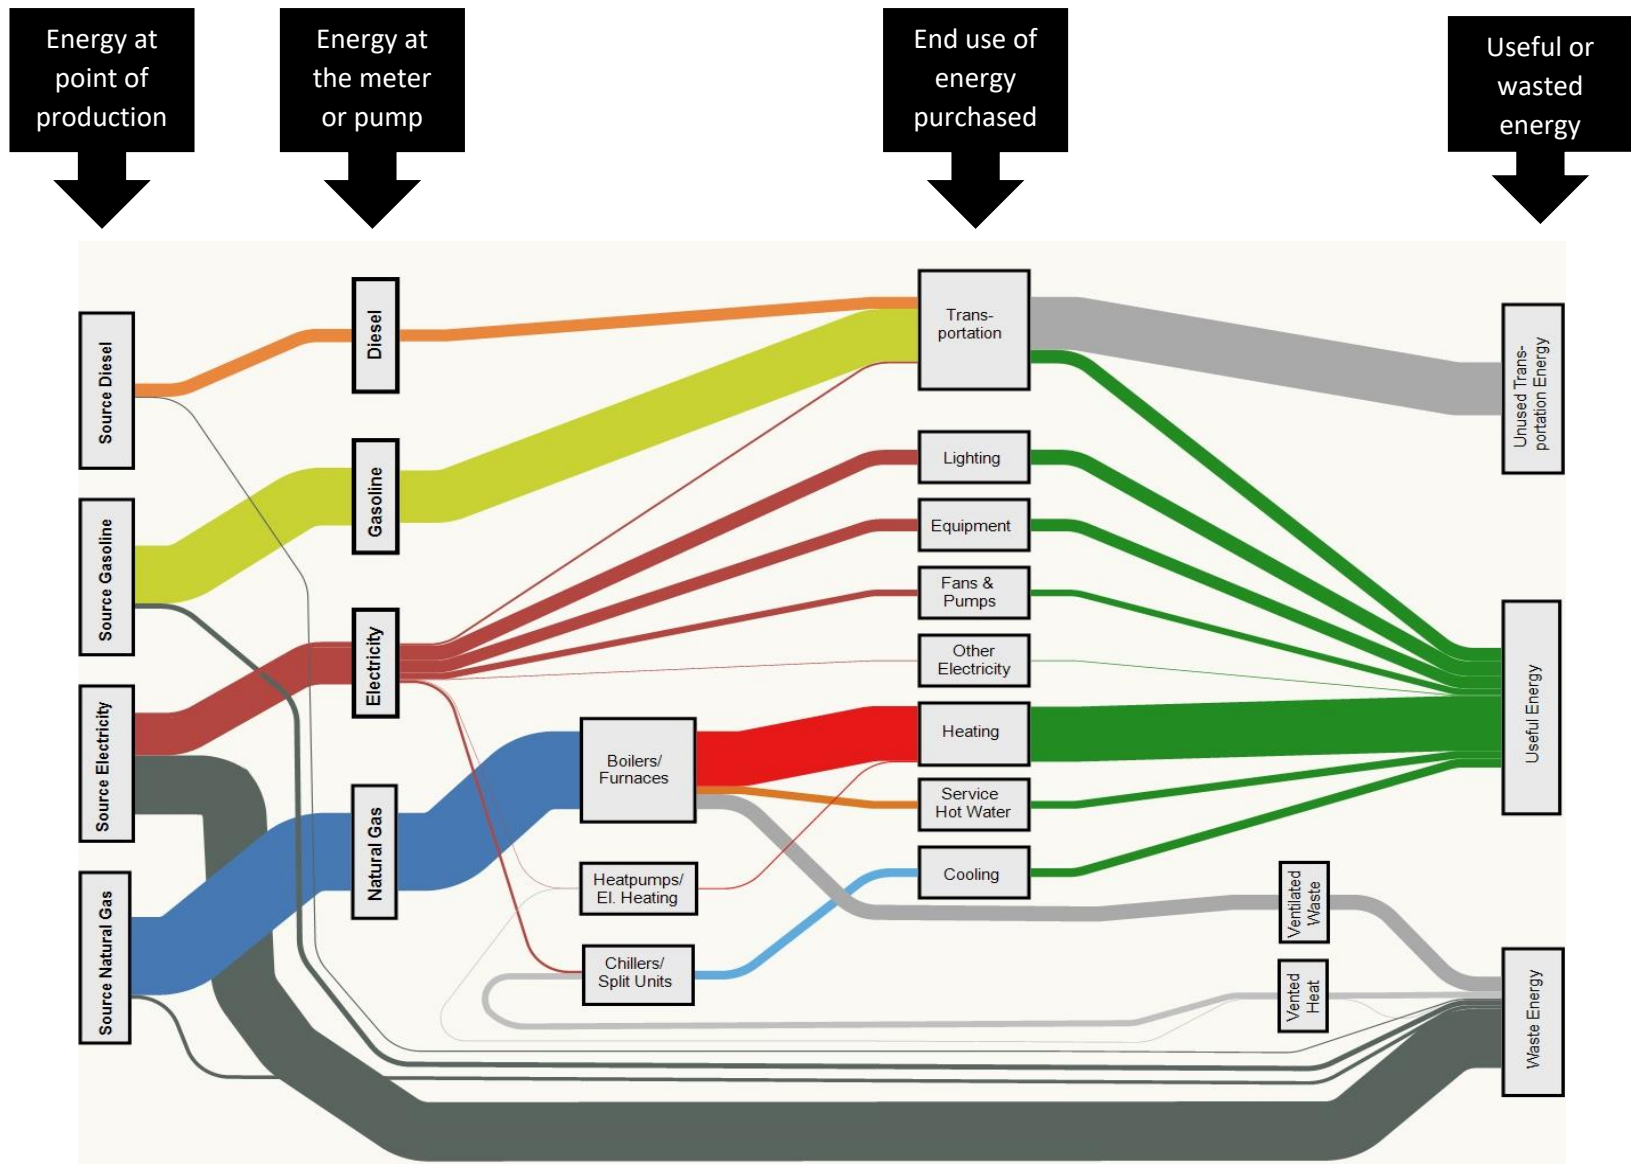 Energy at
point of
production
Energy at
the meter
or pump
End use of
energy
purchased
Useful or
wasted
energy
Source Diesel
Source Gasoline
Source Electricity
Source Natural Gas
Diesel
Gasoline
Electricity
Natural Gas
Boilers/
Furnaces
Heatpumps/
El. Heating
Chillers/
Split Units
Trans-
portation
Lighting
Equipment
Fans &
Pumps
Other
Electricity
Heating
Service
Hot Water
Cooling
Ventilated
Waste
Vented
Heat
Unused Trans-
portation Energy
Useful Energy
Waste Energy